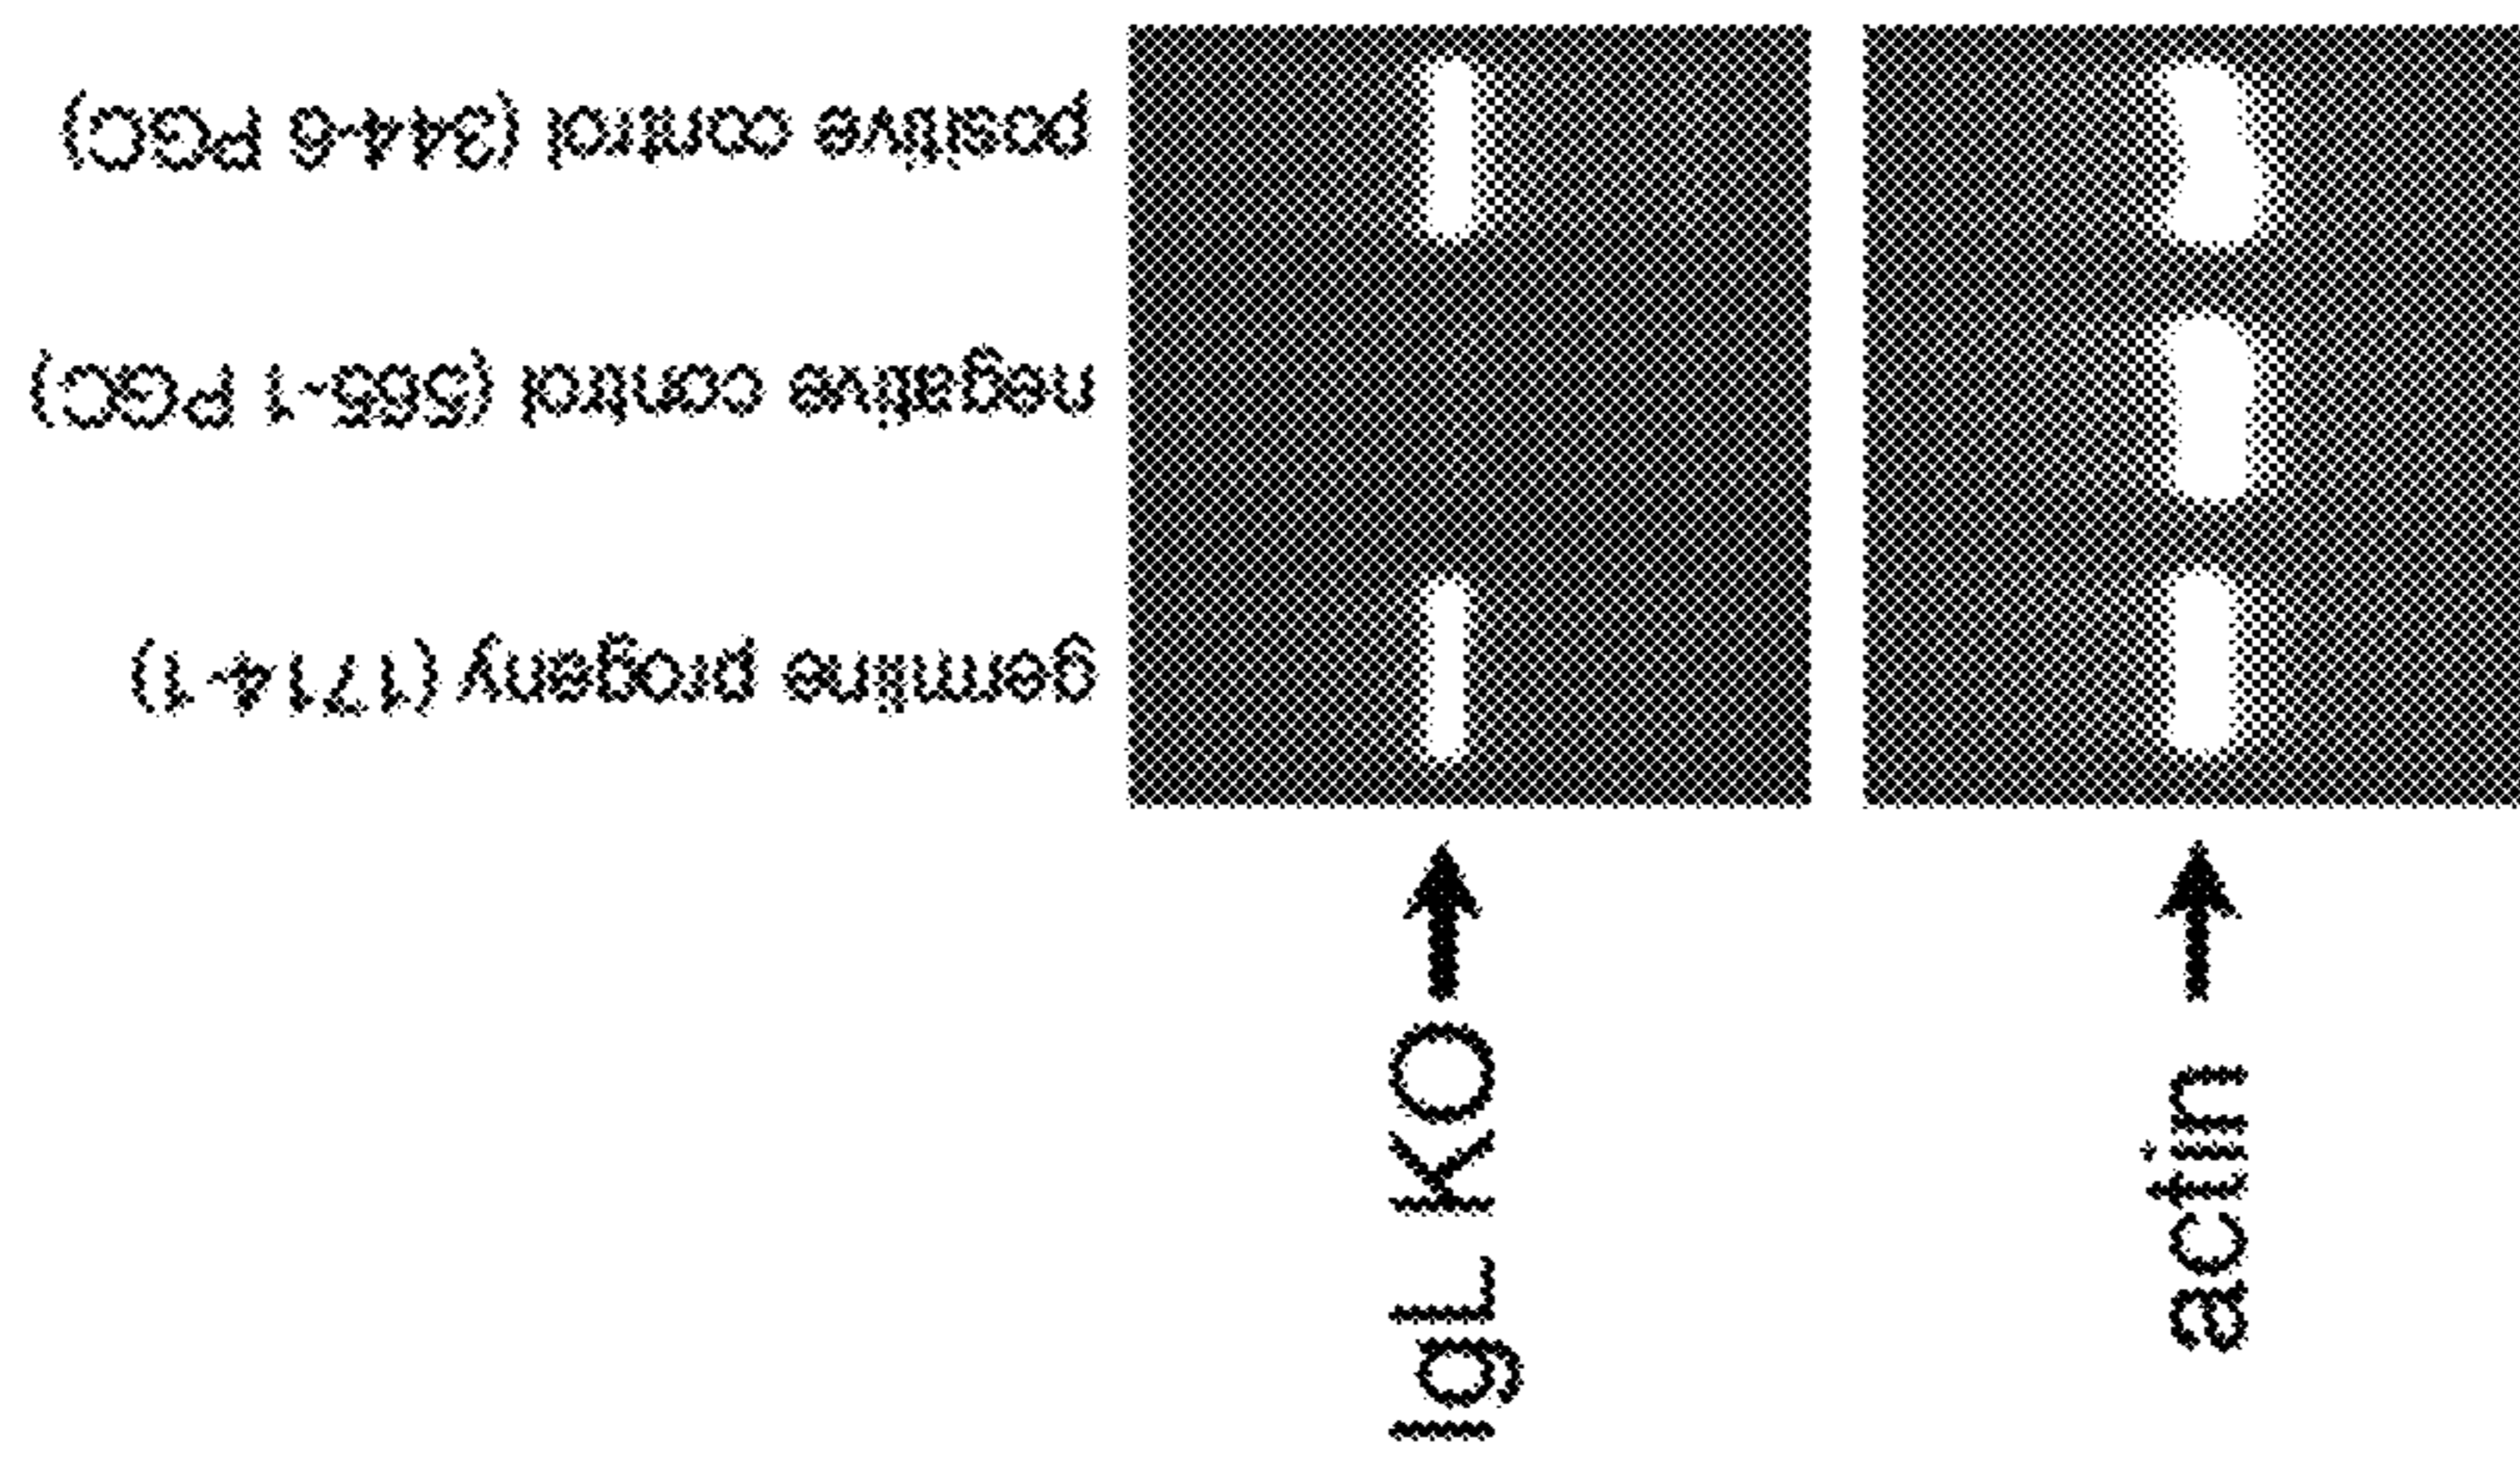 positive control (344-6 PGC)
negative control (565-1 PGC)
germline progeny (1714-1)
IgL KO
actin